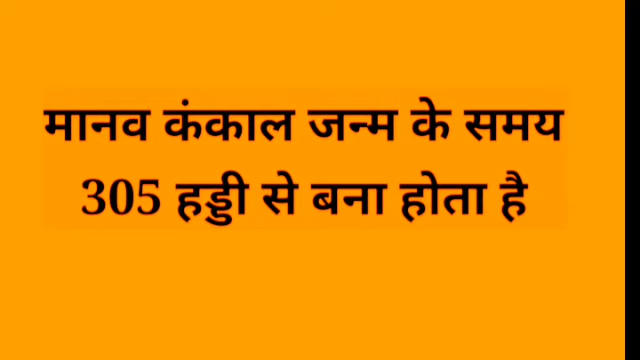 मानव कंकाल जन्म के समय
305 हड्डी से बना होता है